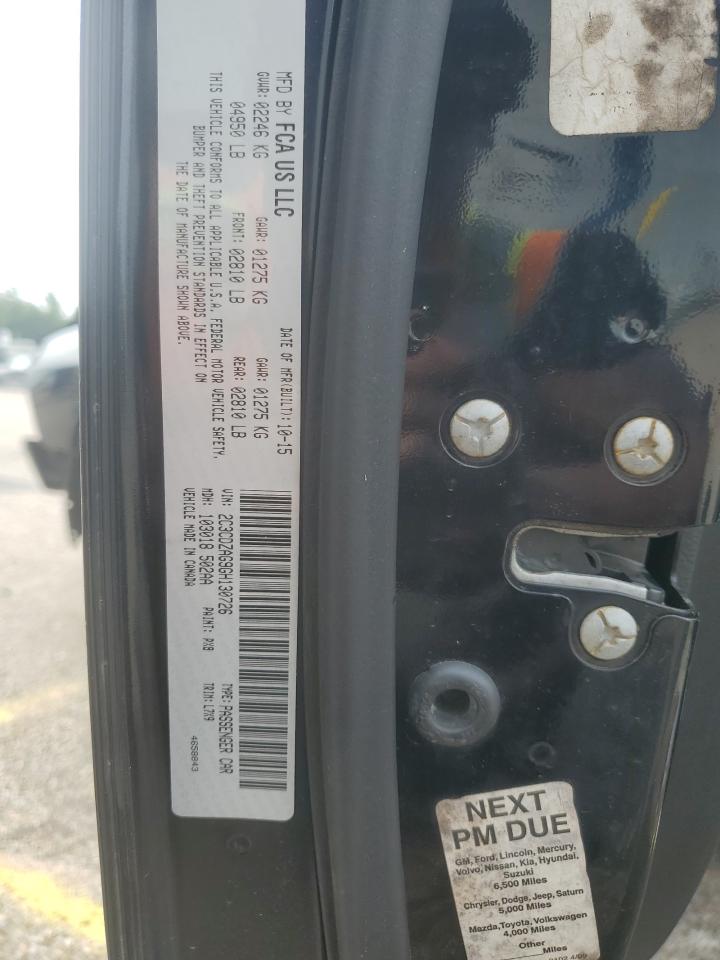 MFD BY FCA US LLC
DATE OF MFR(BUILT): 10-15
GVWR: 02246 KG
GAWR: 01275 KG
GAWR: 01275 KG
04950 LB
FRONT: 02810 LB
REAR: 02810 LB
THIS VEHICLE CONFORMS TO ALL APPLICABLE U.S.A. FEDERAL MOTOR VEHICLE SAFETY,
BUMPER AND THEFT PREVENTION STANDARDS IN EFFECT ON
THE DATE OF MANUFACTURE SHOWN ABOVE.
VIN: 2C3CDZAG9GH130726
TYPE: PASSENGER CAR
MDH: 103018 502AA
PAINT: PX8
TRIM: L7X9
VEHICLE MADE IN CANADA
4658843
NEXT
PM DUE
GM, Ford, Lincoln, Mercury,
Volvo, Nissan, Kia, Hyundai,
Suzuki
6,500 Miles
Chrysler, Dodge, Jeep, Saturn
5,000 Miles
Mazda, Toyota, Volkswagen
4,000 Miles
Other
Miles